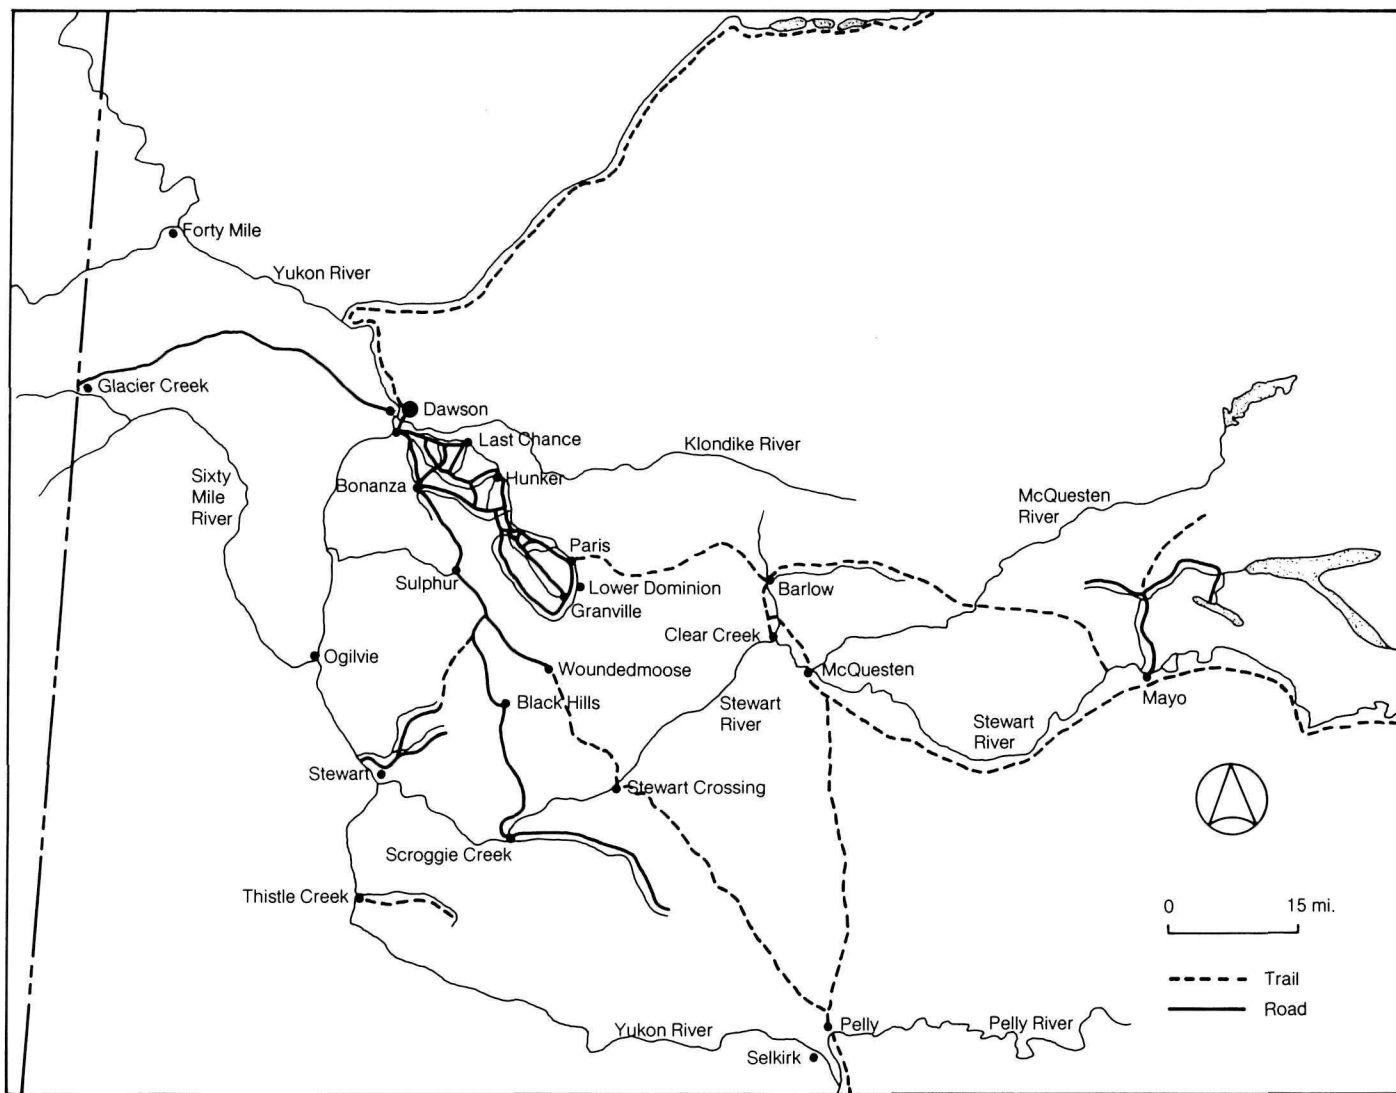 Forty Mile
Yukon River
Glacier Creek
Dawson
Last Chance
Klondike River
Sixty
Mile
River
Bonanza
Hunker
McQuesten
River
Paris
Sulphur
Lower Dominion
Barlow
Granville
Clear Creek
Ogilvie
Woundedmoose
McQuesten
Mayo
Black Hills
Stewart
River
Stewart
River
Stewart
Stewart Crossing
Scroggie Creek
Thistle Creek
0 15 mi.
Trail
Road
Yukon River
Pelly
Pelly River
Selkirk